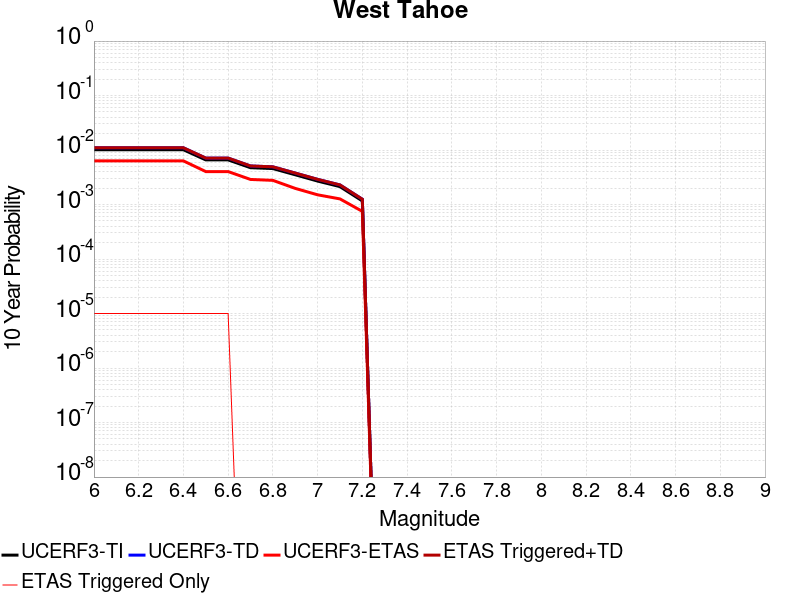 West Tahoe
10 Year Probability
10^0
10^-1
10^-2
10^-3
10^-4
10^-5
10^-6
10^-7
10^-8
6 6.2 6.4 6.6 6.8 7 7.2 7.4 7.6 7.8 8 8.2 8.4 8.6 8.8 9
Magnitude
UCERF3-TI UCERF3-TD UCERF3-ETAS ETAS Triggered+TD
ETAS Triggered Only